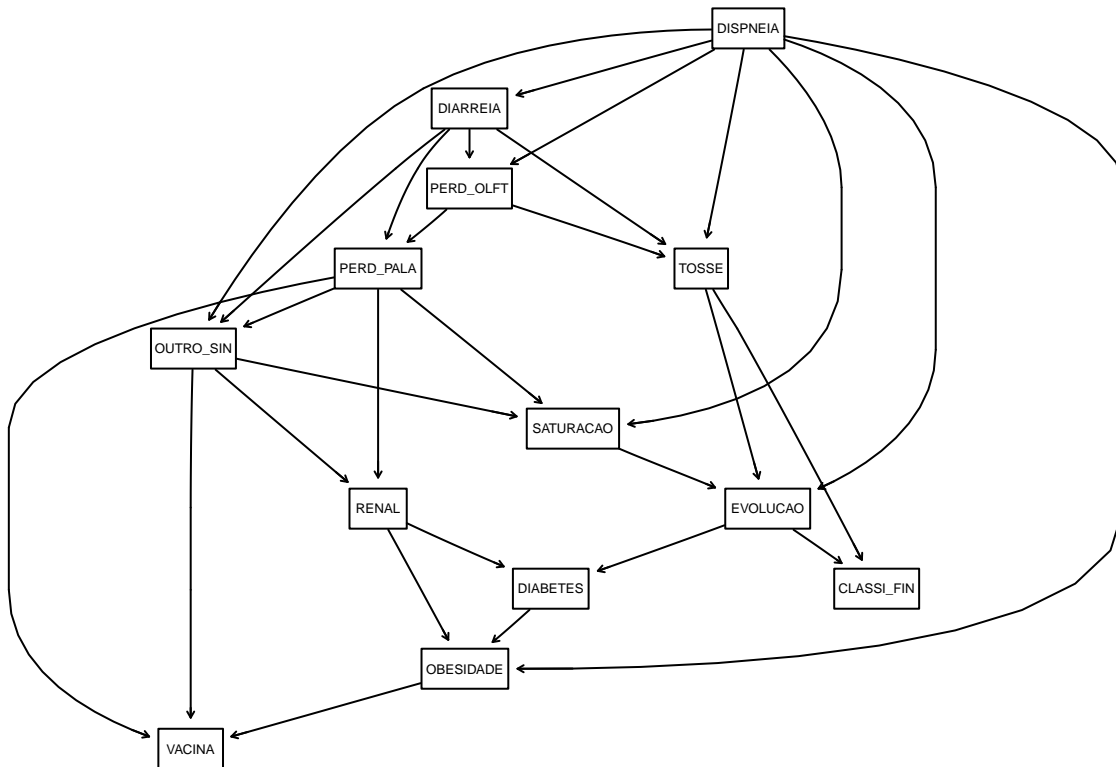 DISPNEIA
DIARREIA
PERD_OLFT
PERD_PALA
TOSSE
OUTRO_SIN
SATURACAO
RENAL
EVOLUCAO
DIABETES
CLASSI_FIN
OBESIDADE
VACINA